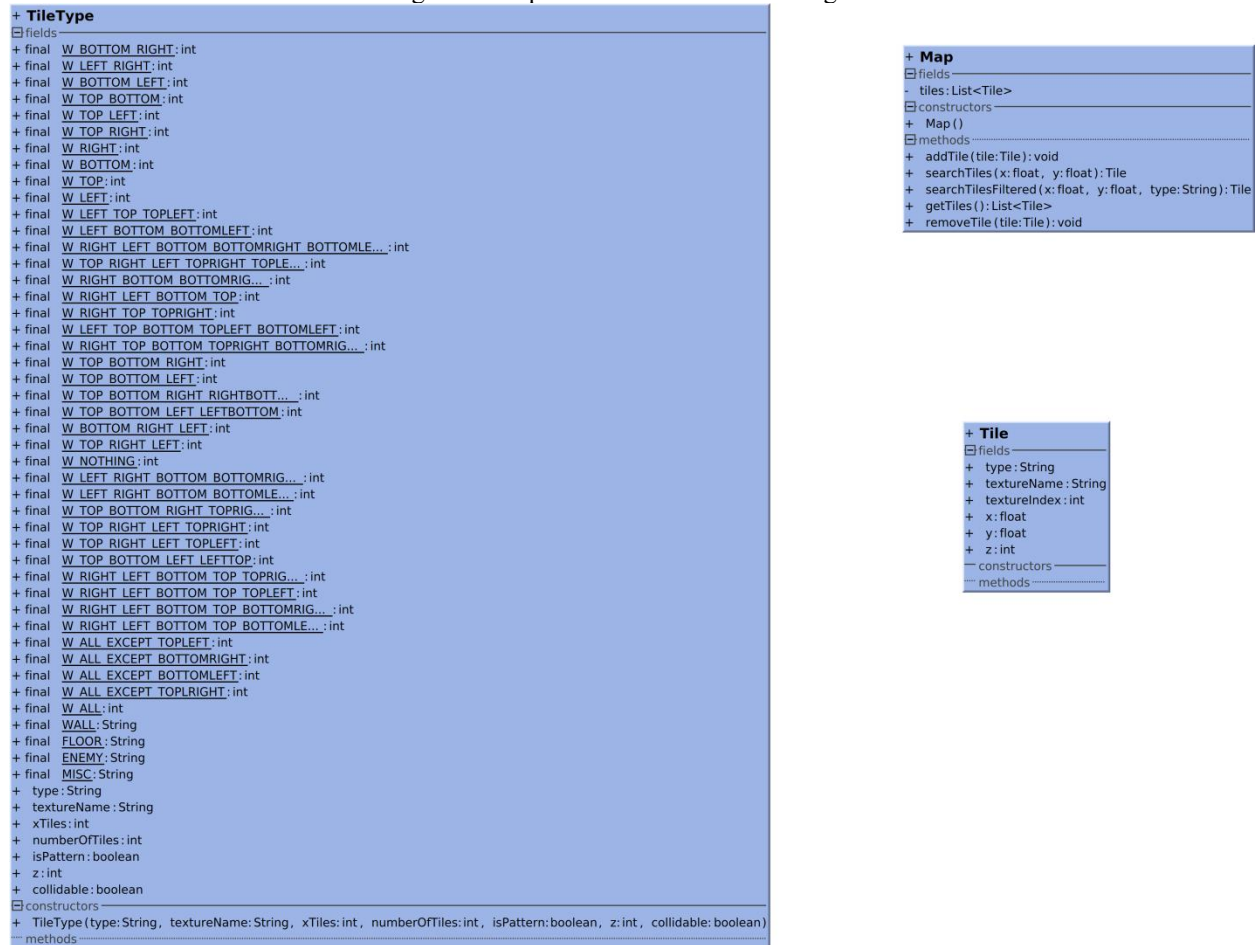 + TileType
fields
+ final W_BOTTOM_RIGHT:int
+ final W_LEFT_RIGHT:int
+ final W_BOTTOM_LEFT:int
+ final W_TOP_BOTTOM:int
+ final W_TOP_LEFT:int
+ final W_TOP_RIGHT:int
+ final W_RIGHT:int
+ final W_BOTTOM:int
+ final W_TOP:int
+ final W_LEFT:int
+ final W_LEFT_TOP_TOPLEFT:int
+ final W_LEFT_BOTTOM_BOTTOMLEFT:int
+ final W_RIGHT_LEFT_BOTTOM_BOTTOMRIGHT_BOTTOMLE... :int
+ final W_TOP_RIGHT_LEFT_TOPRIGHT_TOPLE... :int
+ final W_RIGHT_BOTTOM_BOTTOMRIG... :int
+ final W_RIGHT_LEFT_BOTTOM_TOP:int
+ final W_RIGHT_TOP_TOPRIGHT:int
+ final W_LEFT_TOP_BOTTOM_TOPLEFT_BOTTOMLEFT:int
+ final W_RIGHT_TOP_BOTTOM_TOPRIGHT_BOTTOMRIG... :int
+ final W_TOP_BOTTOM_RIGHT:int
+ final W_TOP_BOTTOM_LEFT:int
+ final W_TOP_BOTTOM_RIGHT_RIGHTBOTT... :int
+ final W_TOP_BOTTOM_LEFT_LEFTBOTTOM:int
+ final W_BOTTOM_RIGHT_LEFT:int
+ final W_TOP_RIGHT_LEFT:int
+ final W_NOTHING:int
+ final W_LEFT_RIGHT_BOTTOM_BOTTOMRIG... :int
+ final W_LEFT_RIGHT_BOTTOM_BOTTOMLE... :int
+ final W_TOP_BOTTOM_RIGHT_TOPRIG... :int
+ final W_TOP_RIGHT_LEFT_TOPRIGHT:int
+ final W_TOP_RIGHT_LEFT_TOPLEFT:int
+ final W_TOP_BOTTOM_LEFT_LEFTTOP:int
+ final W_RIGHT_LEFT_BOTTOM_TOP_TOPRIG... :int
+ final W_RIGHT_LEFT_BOTTOM_TOP_TOPLEFT:int
+ final W_RIGHT_LEFT_BOTTOM_TOP_BOTTOMRIG... :int
+ final W_RIGHT_LEFT_BOTTOM_TOP_BOTTOMLE... :int
+ final W_ALL_EXCEPT_TOPLEFT:int
+ final W_ALL_EXCEPT_BOTTOMRIGHT:int
+ final W_ALL_EXCEPT_BOTTOMLEFT:int
+ final W_ALL_EXCEPT_TOPLRIGHT:int
+ final W_ALL:int
+ final WALL:String
+ final FLOOR:String
+ final ENEMY:String
+ final MISC:String
+ type:String
+ textureName:String
+ xTiles:int
+ numberOfTiles:int
+ isPattern:boolean
+ z:int
+ collidable:boolean
constructors
+ TileType(type:String, textureName:String, xTiles:int, numberOfTiles:int, isPattern:boolean, z:int, collidable:boolean)
methods
+ Map
fields
- tiles:List<Tile>
constructors
+ Map()
methods
+ addTile(tile:Tile):void
+ searchTiles(x:float, y:float):Tile
+ searchTilesFiltered(x:float, y:float, type:String):Tile
+ getTiles():List<Tile>
+ removeTile(tile:Tile):void
+ Tile
fields
+ type:String
+ textureName:String
+ textureIndex:int
+ x:float
+ y:float
+ z:int
constructors
methods